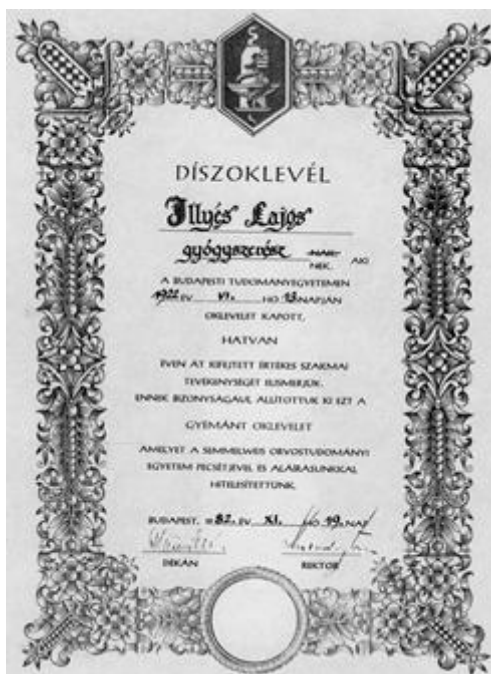 DÍSZOKLEVÉL
Illyés Lajos
gyógyszerész NAK-
NEK, AKI
A BUDAPESTI TUDOMÁNYEGYETEMEN
1922 ÉV VI. HÓ 13 NAPJÁN
OKLEVELET KAPOTT,
HATVAN
ÉVEN ÁT KIFEJTETT ÉRTÉKES SZAKMAI
TEVÉKENYSÉGÉT ELISMERJÜK.
ENNEK BIZONYSÁGÁUL ÁLLÍTOTTUK KI EZT A
GYÉMÁNT OKLEVELET
AMELYET A SEMMELWEIS ORVOSTUDOMÁNYI
EGYETEM PECSÉTJÉVEL ÉS ALÁÍRÁSUNKKAL
HITELESÍTETTÜNK.
BUDAPEST, 1982. ÉV XI. HÓ 19. NAP
DÉKÁN REKTOR